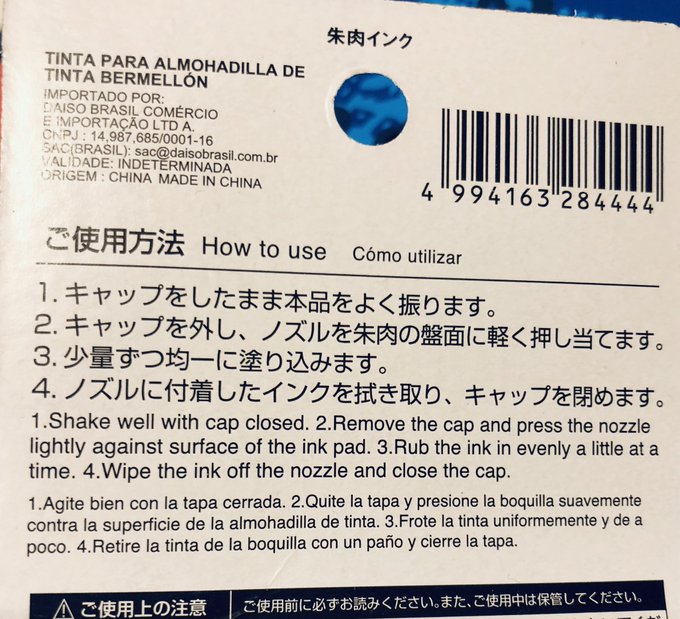 朱肉インク
TINTA PARA ALMOHADILLA DE
TINTA BERMELLÓN
IMPORTADO POR:
DAISO BRASIL COMÉRCIO
E IMPORTAÇÃO LTD A.
CNPJ : 14,987,685/0001-16
SAC(BRASIL): sac@daisobrasil.com.br
VALIDADE: INDETERMINADA
ORIGEM : CHINA MADE IN CHINA
4 994163 284444
ご使用方法 How to use Cómo utilizar
1. キャップをしたまま本品をよく振ります。
2. キャップを外し、ノズルを朱肉の盤面に軽く押し当てます。
3. 少量ずつ均一に塗り込みます。
4. ノズルに付着したインクを拭き取り、キャップを閉めます。
1.Shake well with cap closed. 2.Remove the cap and press the nozzle
lightly against surface of the ink pad. 3.Rub the ink in evenly a little at a
time. 4.Wipe the ink off the nozzle and close the cap.
1.Agite bien con la tapa cerrada. 2.Quite la tapa y presione la boquilla suavemente
contra la superficie de la almohadilla de tinta. 3.Frote la tinta uniformemente y de a
poco. 4.Retire la tinta de la boquilla con un paño y cierre la tapa.
⚠ ご使用上の注意 ご使用前に必ずお読みください。また、ご使用中は保管してください。